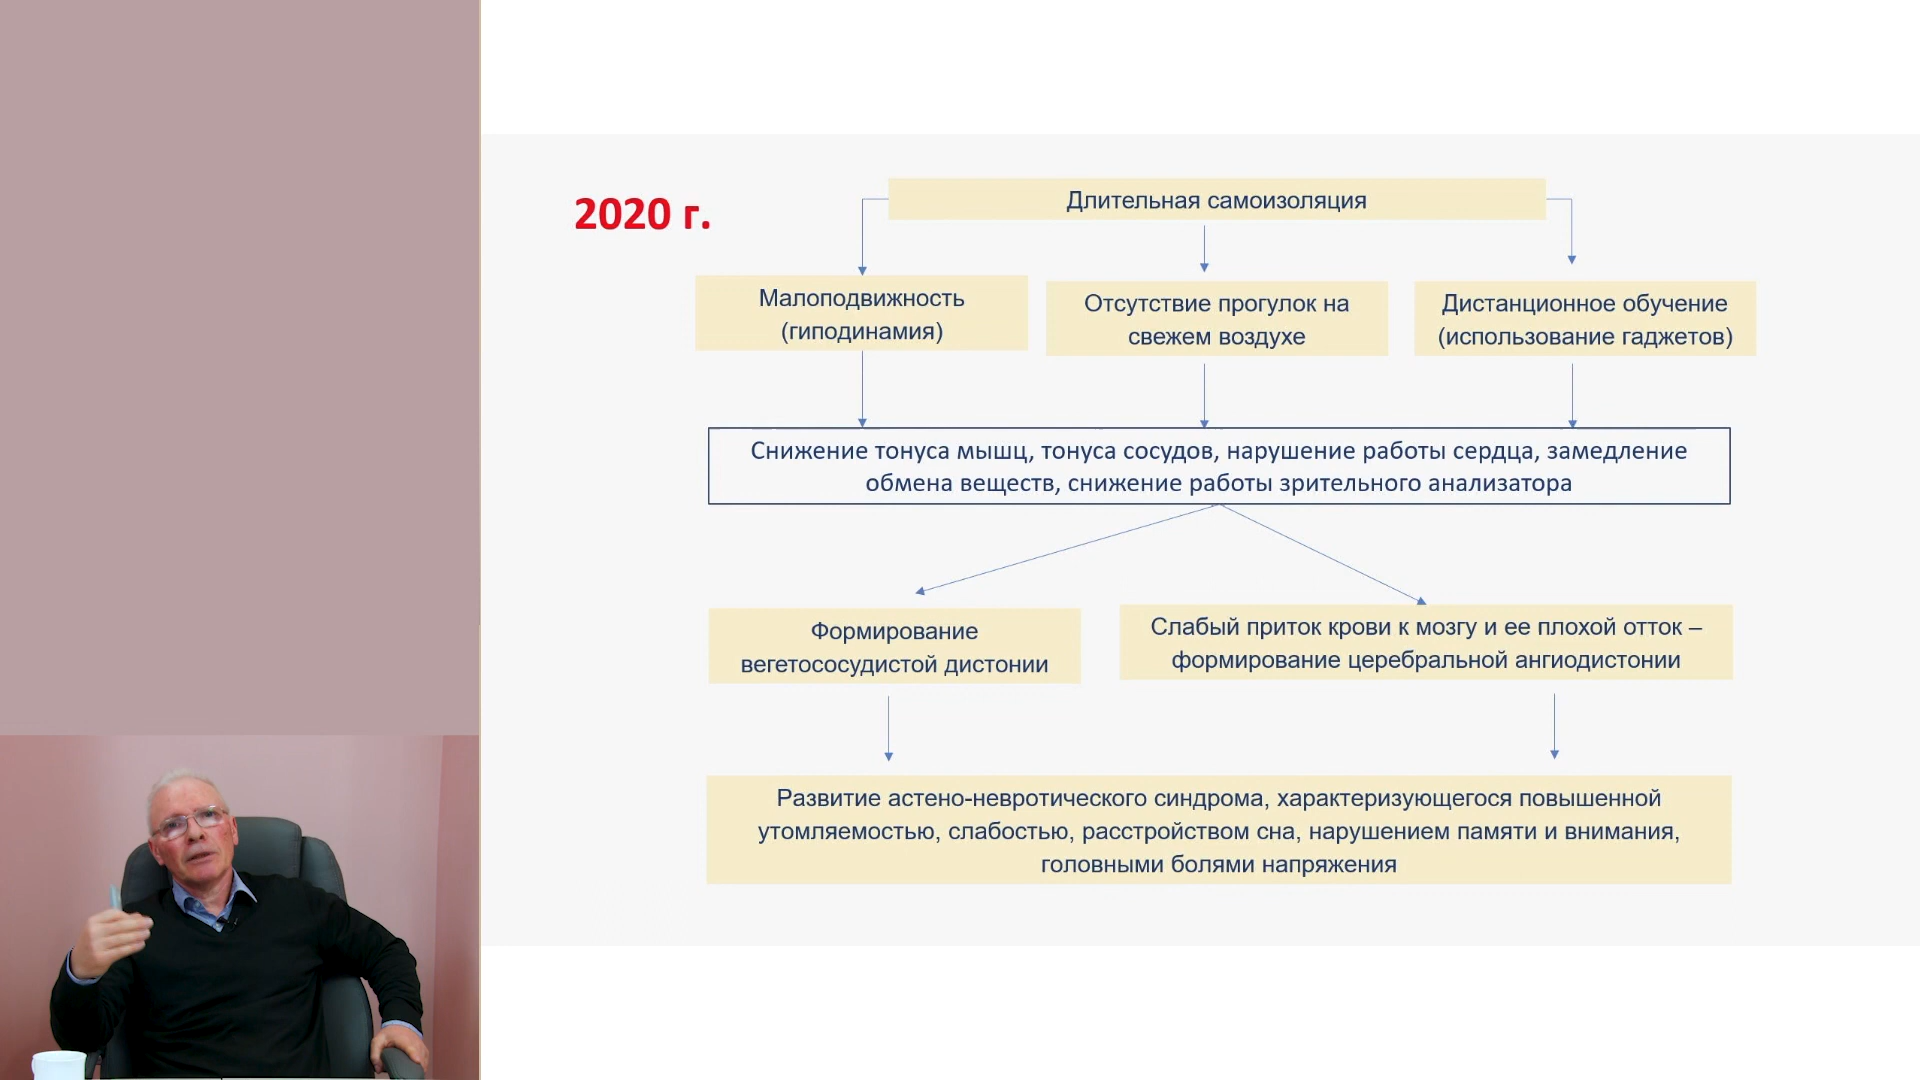 2020 г.
Длительная самоизоляция
Малоподвижность
(гиподинамия)
Отсутствие прогулок на
свежем воздухе
Дистанционное обучение
(использование гаджетов)
Снижение тонуса мышц, тонуса сосудов, нарушение работы сердца, замедление
обмена веществ, снижение работы зрительного анализатора
Формирование
вегетососудистой дистонии
Слабый приток крови к мозгу и ее плохой отток –
формирование церебральной ангиодистонии
Развитие астено-невротического синдрома, характеризующегося повышенной
утомляемостью, слабостью, расстройством сна, нарушением памяти и внимания,
головными болями напряжения